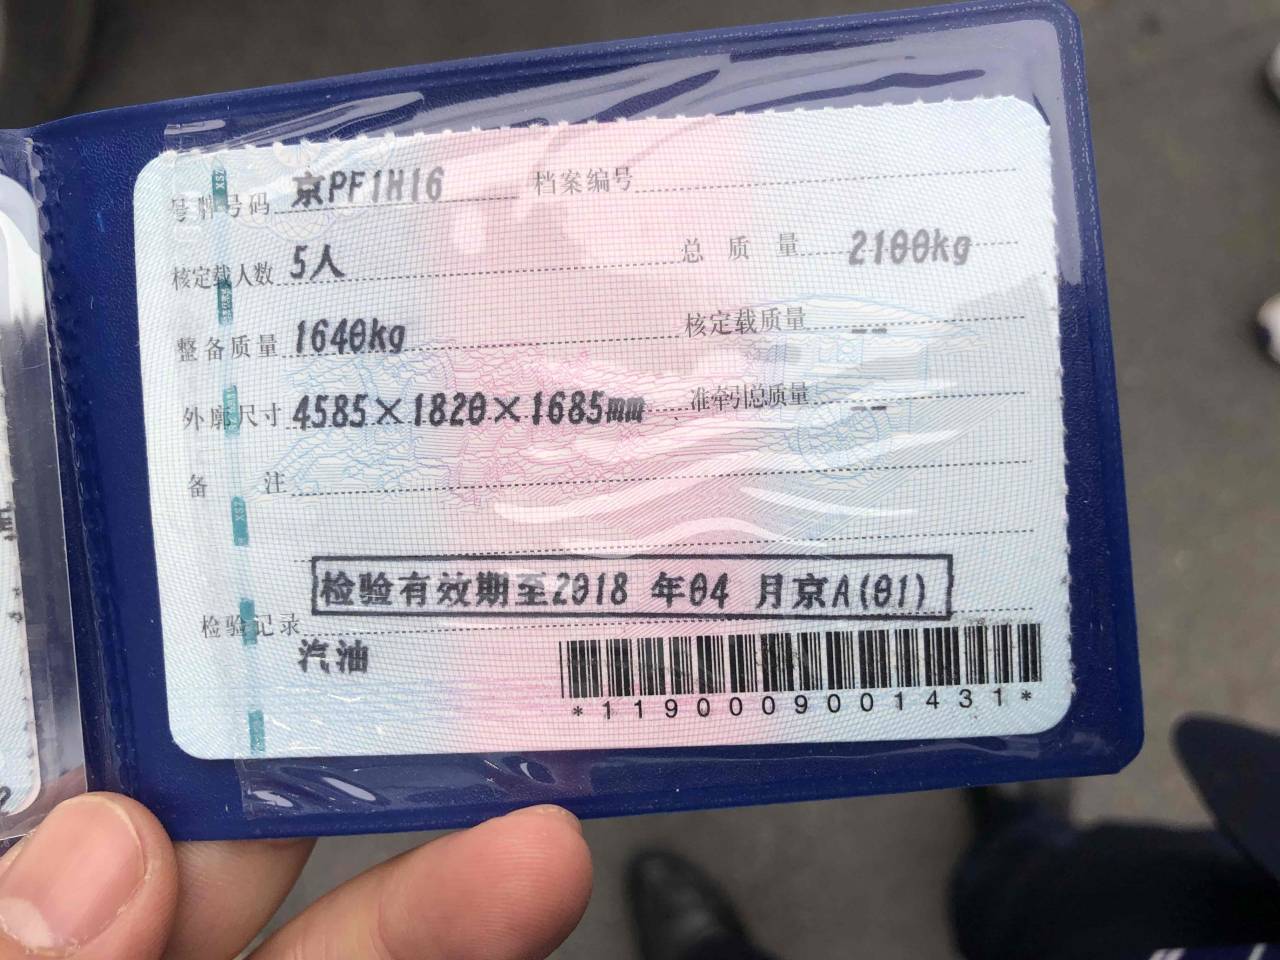 号牌号码 京PF1H16 档案编号
核定载人数 5人 总质量 2100kg
整备质量 1640kg 核定载质量 --
外廓尺寸 4585×1820×1685mm 准牵引总质量 --
备注
检验有效期至2018 年04 月京A(01)
检验记录
汽油
*1190009001431*
XSZ
XSZ